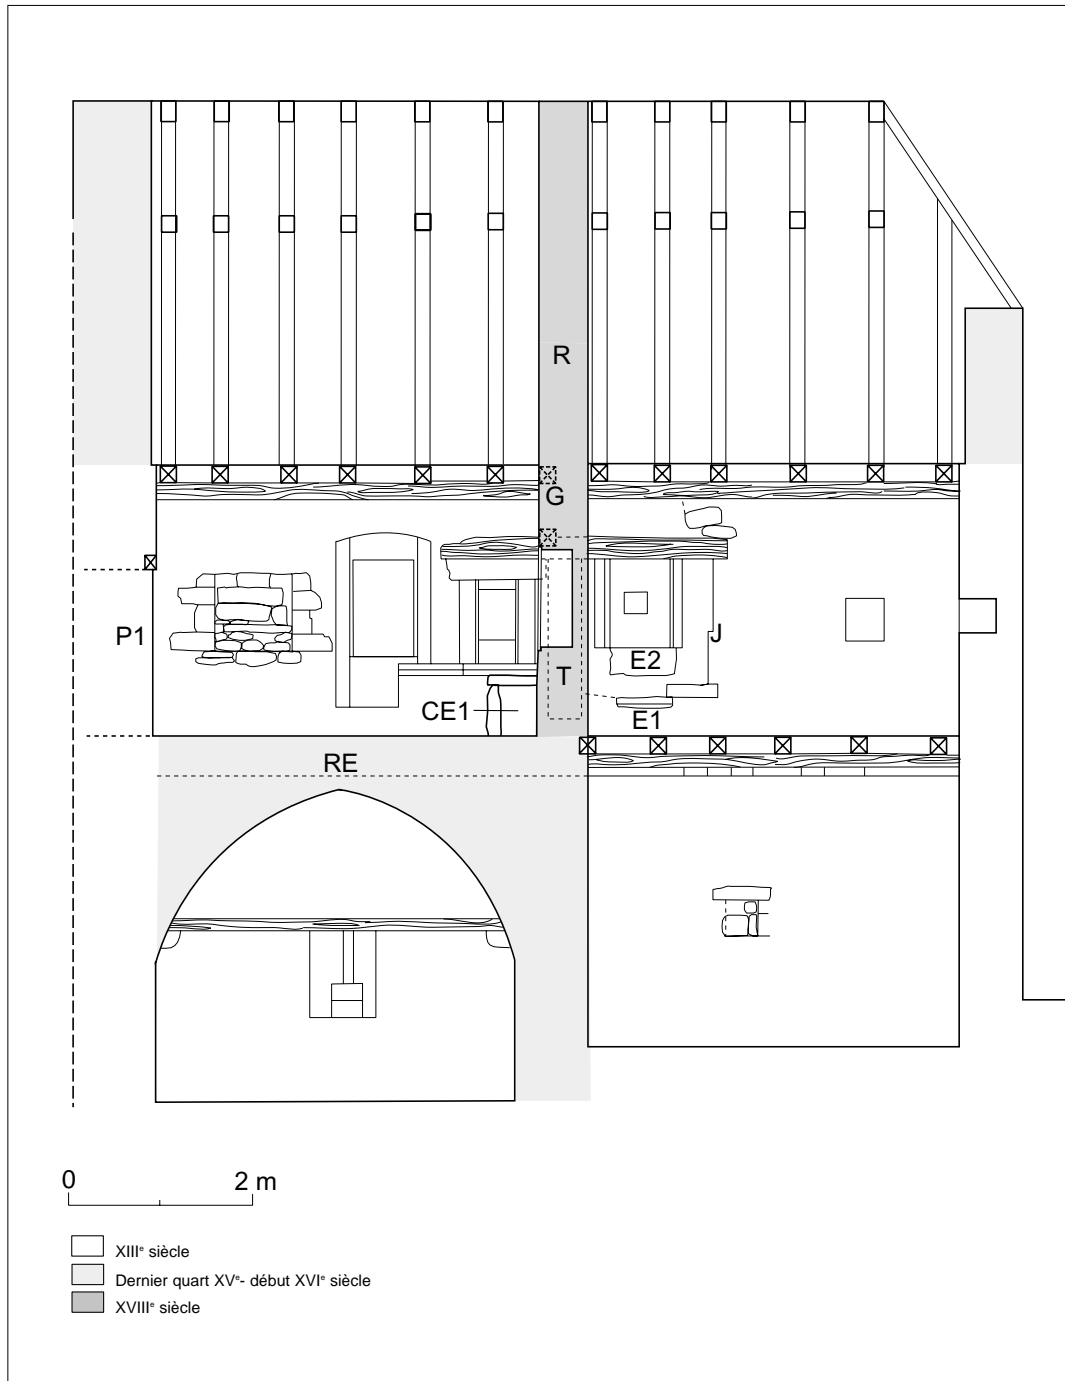 R
G
P1
J
E2
T
CE1
E1
RE
0 2 m
XIIIe siècle
Dernier quart XVe- début XVIe siècle
XVIIIe siècle